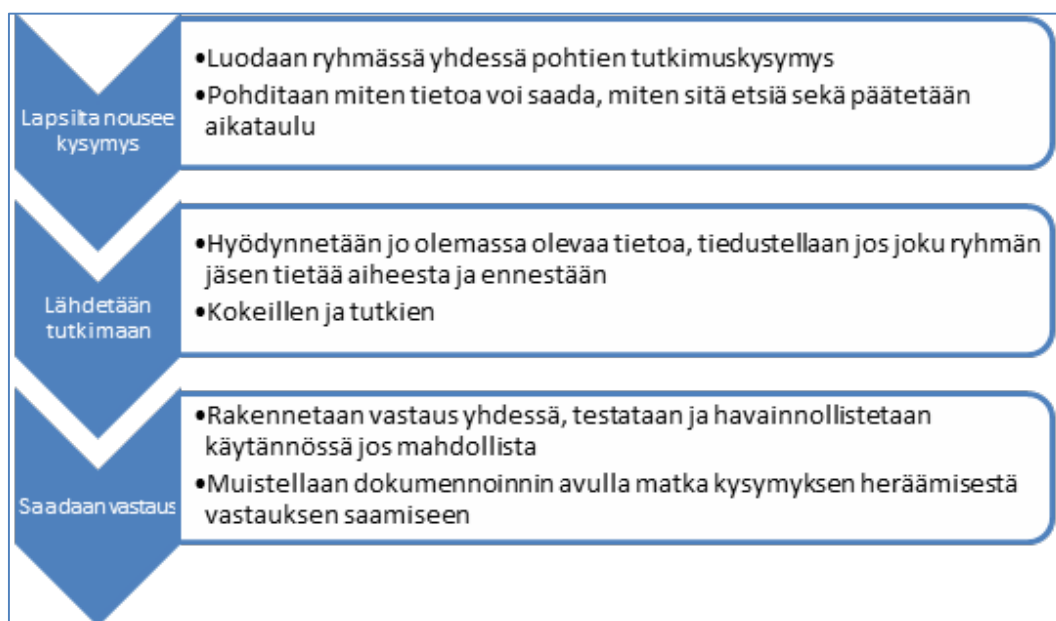 Lapsilta nousee
kysymys
•Luodaan ryhmässä yhdessä pohtien tutkimuskysymys
•Pohditaan miten tietoa voi saada, miten sitä etsiä sekä päätetään
aikataulu
Lähdetään
tutkimaan
•Hyödynnetään jo olemassa olevaa tietoa, tiedustellaan jos joku ryhmän
jäsen tietää aiheesta ja ennestään
•Kokeillen ja tutkien
Saadaan vastaus
•Rakennetaan vastaus yhdessä, testataan ja havainnollistetaan
käytännössä jos mahdollista
•Muistellaan dokumennoinnin avulla matka kysymyksen heräämisestä
vastauksen saamiseen